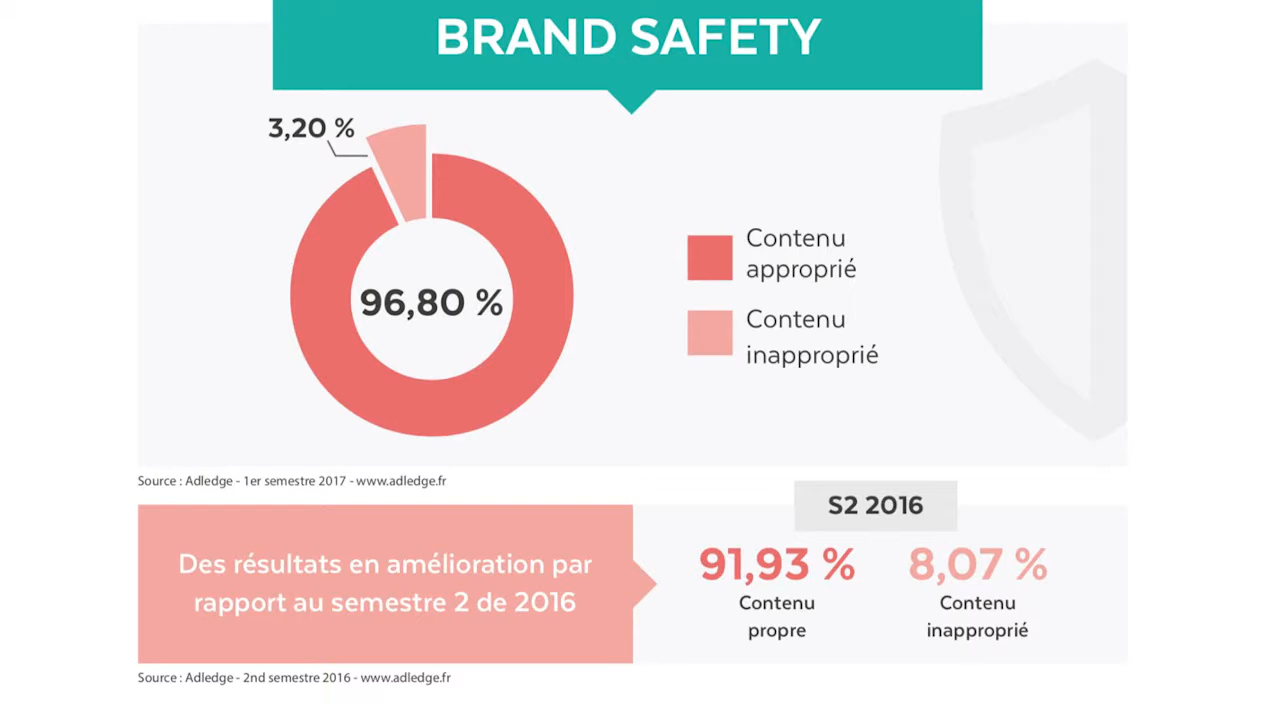 BRAND SAFETY
3,20 %
96,80 %
Contenu
approprié
Contenu
inapproprié
Source : Adledge - 1er semestre 2017 - www.adledge.fr
Des résultats en amélioration par
rapport au semestre 2 de 2016
S2 2016
91,93 %
Contenu
propre
8,07 %
Contenu
inapproprié
Source : Adledge - 2nd semestre 2016 - www.adledge.fr